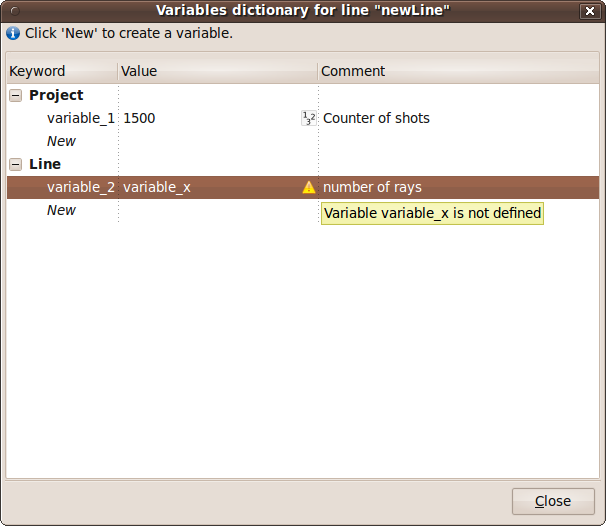 Variables dictionary for line "newLine"
Click 'New' to create a variable.
Keyword Value Comment
Project
variable_1 1500 Counter of shots
New
Line
variable_2 variable_x number of rays
New
Variable variable_x is not defined
Close